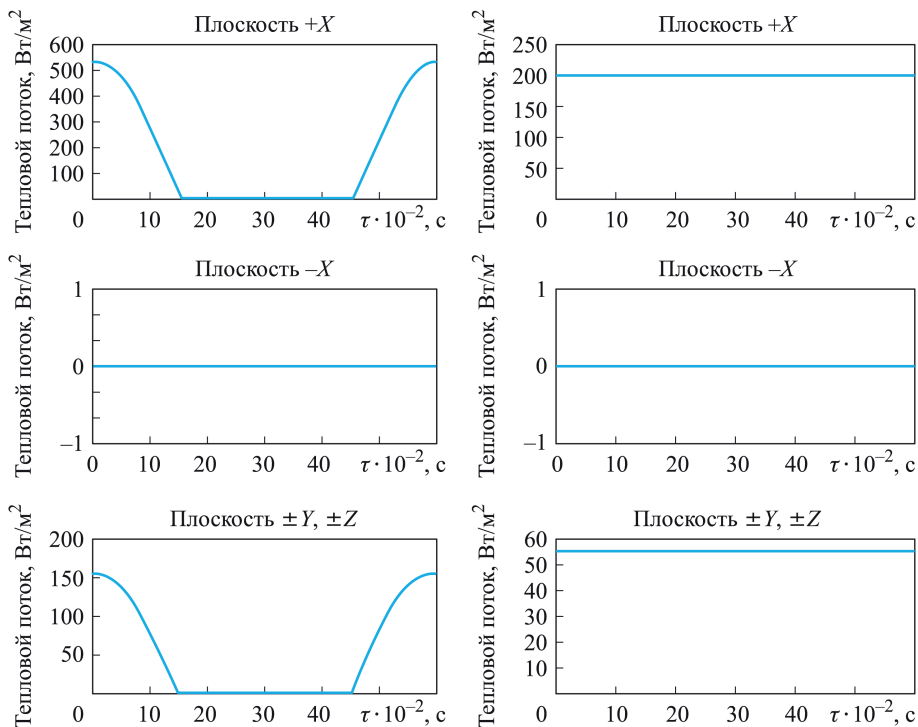 Плоскость +X
Тепловой поток, Вт/м²
600
500
400
300
200
100
0
10 20 30 40 τ·10⁻², с
Плоскость +X
Тепловой поток, Вт/м²
250
200
150
100
50
0
10 20 30 40 τ·10⁻², с
Плоскость –X
Тепловой поток, Вт/м²
1
0
–1
0 10 20 30 40 τ·10⁻², с
Плоскость –X
Тепловой поток, Вт/м²
1
0
–1
0 10 20 30 40 τ·10⁻², с
Плоскость ±Y, ±Z
Тепловой поток, Вт/м²
200
150
100
50
0
10 20 30 40 τ·10⁻², с
Плоскость ±Y, ±Z
Тепловой поток, Вт/м²
60
50
40
30
20
10
0
10 20 30 40 τ·10⁻², с